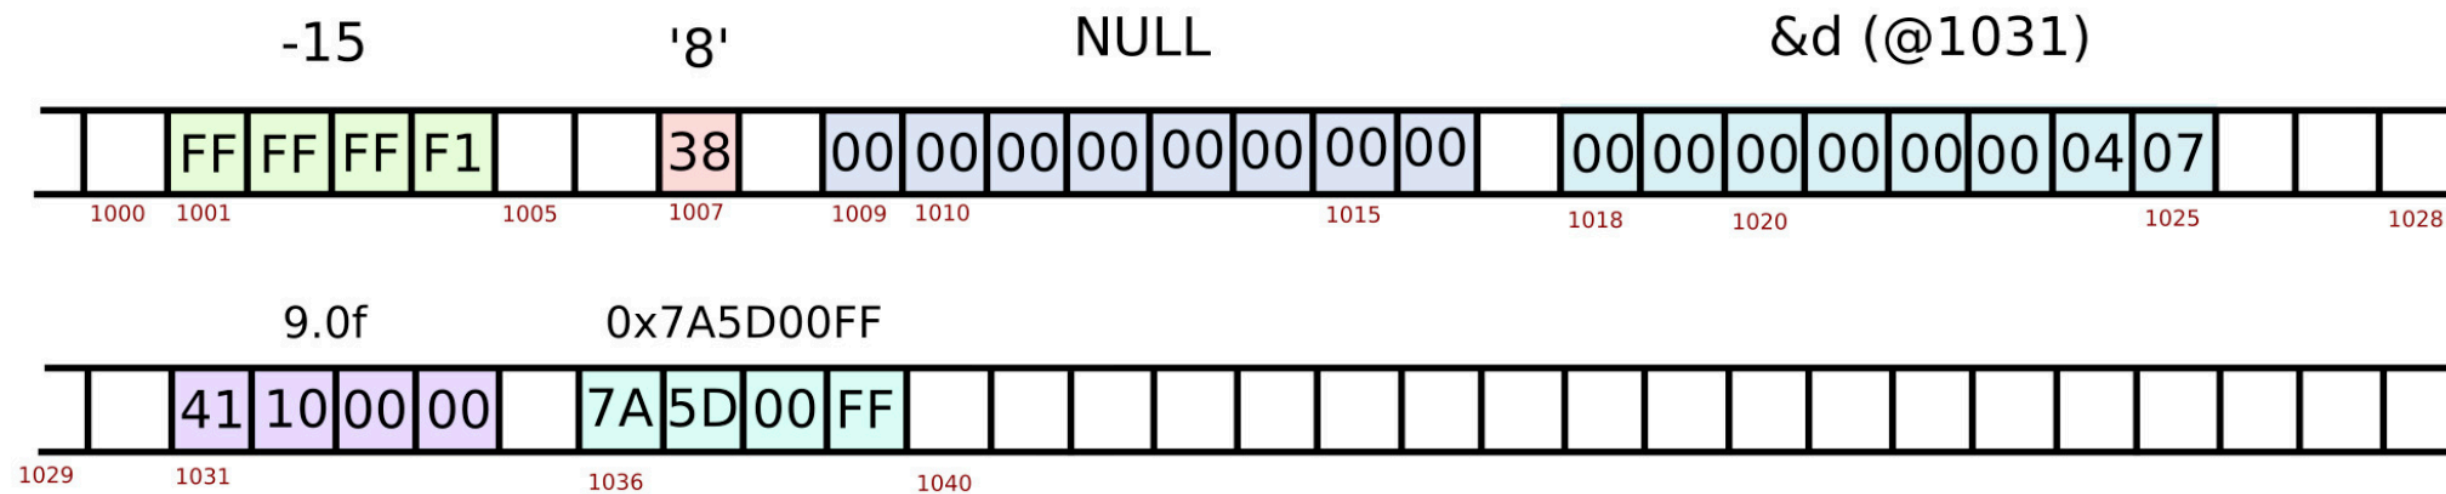 -15 '8' NULL &d (@1031)
FF FF FF F1 38 00 00 00 00 00 00 00 00 00 00 00 00 00 00 04 07
1000 1001 1005 1007 1009 1010 1015 1018 1020 1025 1028
9.0f 0x7A5D00FF
41 10 00 00 7A 5D 00 FF
1029 1031 1036 1040